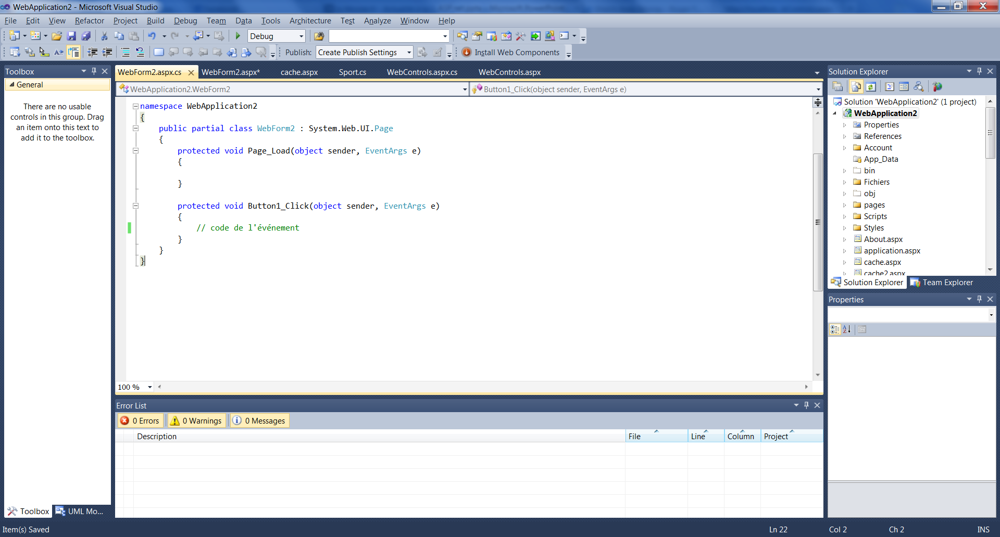 WebApplication2 - Microsoft Visual Studio
File Edit View Refactor Project Build Debug Team Data Tools Architecture Test Analyze Window Help
Debug
Publish: Create Publish Settings Install Web Components
Toolbox
General
There are no usable
controls in this group. Drag
an item onto this text to
add it to the toolbox.
Toolbox UML Mo...
WebForm2.aspx.cs WebForm2.aspx* cache.aspx Sport.cs WebControls.aspx.cs WebControls.aspx
WebApplication2.WebForm2 Button1_Click(object sender, EventArgs e)
namespace WebApplication2
{
public partial class WebForm2 : System.Web.UI.Page
{
protected void Page_Load(object sender, EventArgs e)
{
}
protected void Button1_Click(object sender, EventArgs e)
{
// code de l'événement
}
}
}
100 %
Error List
0 Errors 0 Warnings 0 Messages
Description File Line Column Project
Solution Explorer
Solution 'WebApplication2' (1 project)
WebApplication2
Properties
References
Account
App_Data
bin
Fichiers
obj
pages
Scripts
Styles
About.aspx
application.aspx
cache.aspx
cache2.aspx
Solution Explorer Team Explorer
Properties
Item(s) Saved Ln 22 Col 2 Ch 2 INS